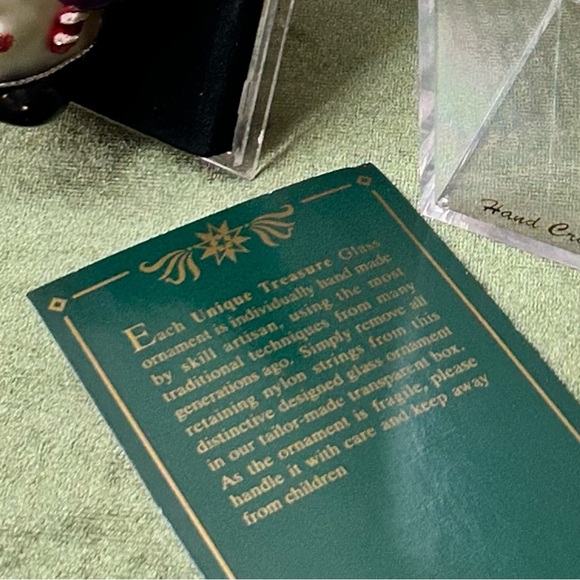 Each Unique Treasure Glass
ornament is individually hand made
by skill artisan, using the most
traditional techniques from many
generations ago. Simply remove all
retaining nylon strings from this
distinctive designed glass ornament
in our tailor-made transparent box.
As the ornament is fragile, please
handle it with care and keep away
from children
Hand